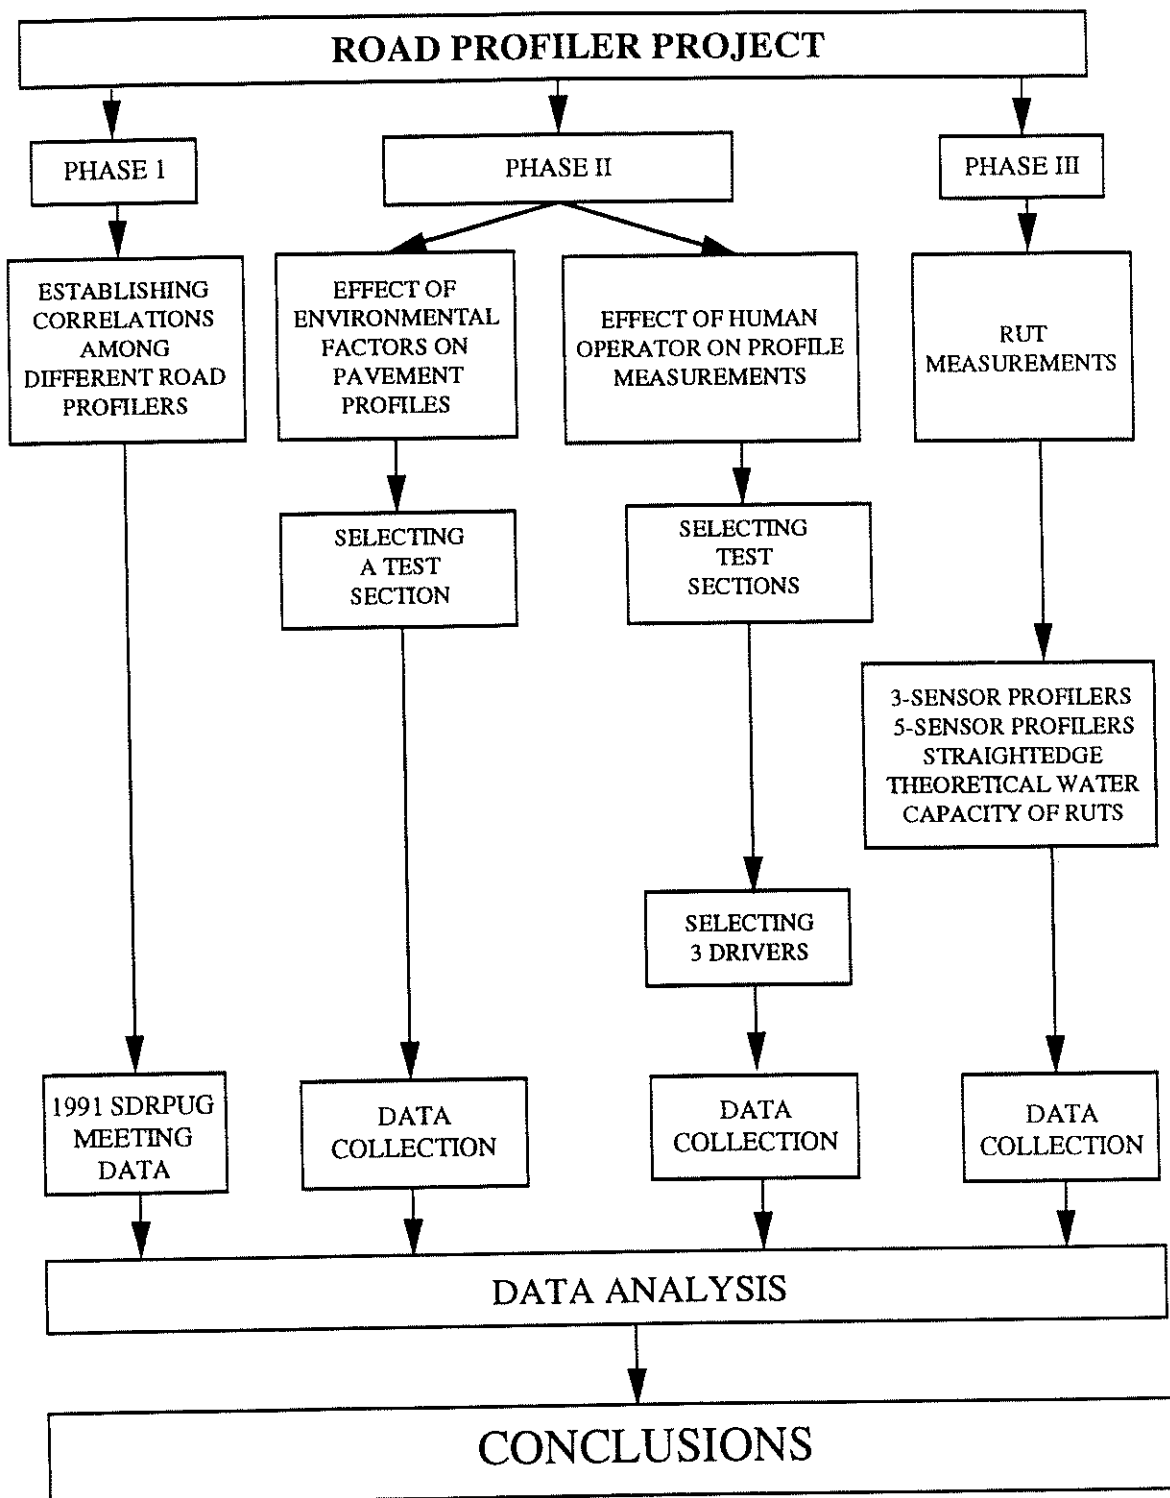 ROAD PROFILER PROJECT
PHASE 1
PHASE II
PHASE III
ESTABLISHING
CORRELATIONS
AMONG
DIFFERENT ROAD
PROFILERS
EFFECT OF
ENVIRONMENTAL
FACTORS ON
PAVEMENT
PROFILES
EFFECT OF HUMAN
OPERATOR ON PROFILE
MEASUREMENTS
RUT
MEASUREMENTS
SELECTING
A TEST
SECTION
SELECTING
TEST
SECTIONS
3-SENSOR PROFILERS
5-SENSOR PROFILERS
STRAIGHTEDGE
THEORETICAL WATER
CAPACITY OF RUTS
SELECTING
3 DRIVERS
1991 SDRPUG
MEETING
DATA
DATA
COLLECTION
DATA
COLLECTION
DATA
COLLECTION
DATA ANALYSIS
CONCLUSIONS